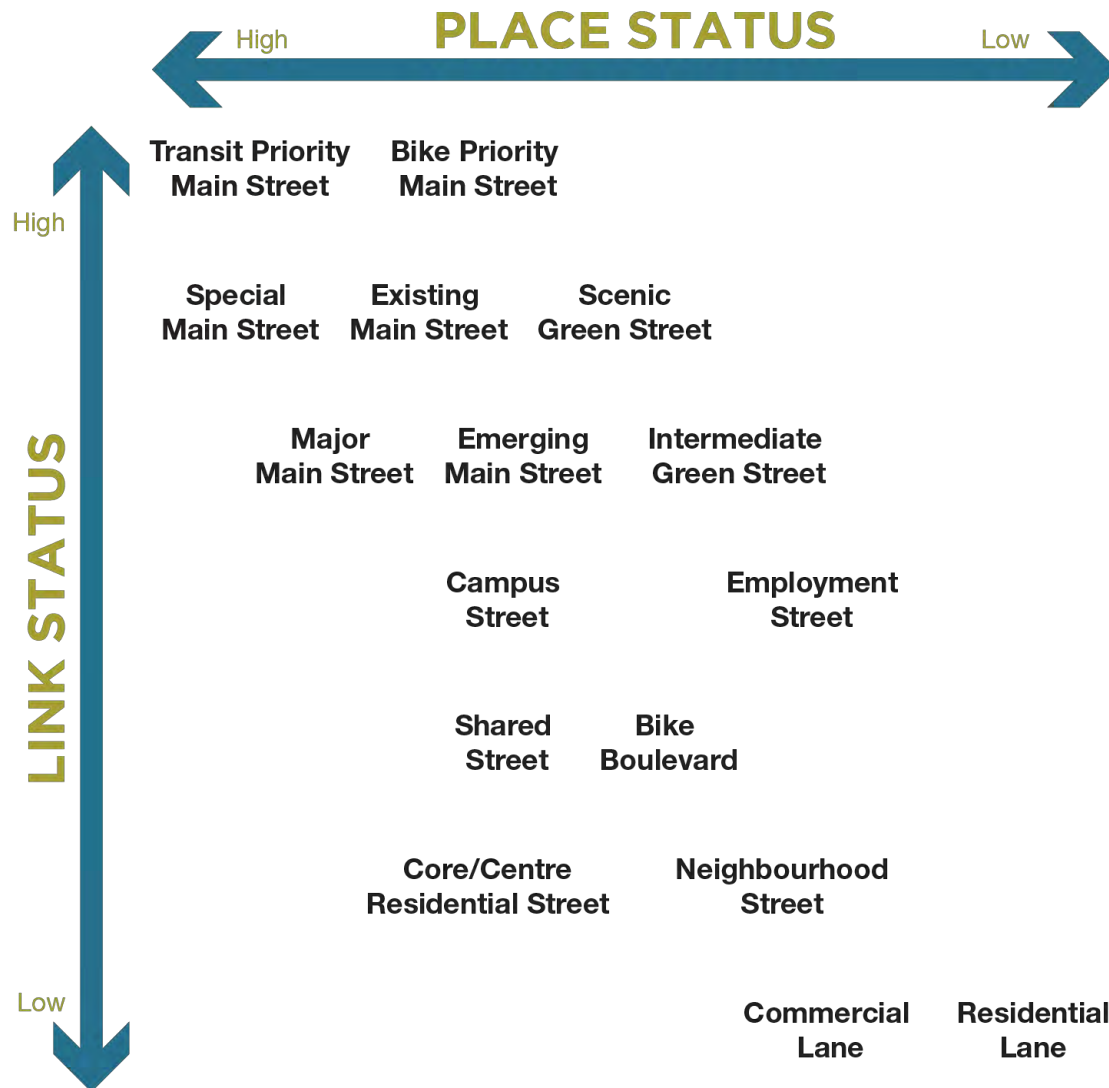 PLACE STATUS
High
Low
Transit Priority
Main Street
Bike Priority
Main Street
High
Special
Main Street
Existing
Main Street
Scenic
Green Street
LINK STATUS
Major
Main Street
Emerging
Main Street
Intermediate
Green Street
Campus
Street
Employment
Street
Shared
Street
Bike
Boulevard
Core/Centre
Residential Street
Neighbourhood
Street
Low
Commercial
Lane
Residential
Lane